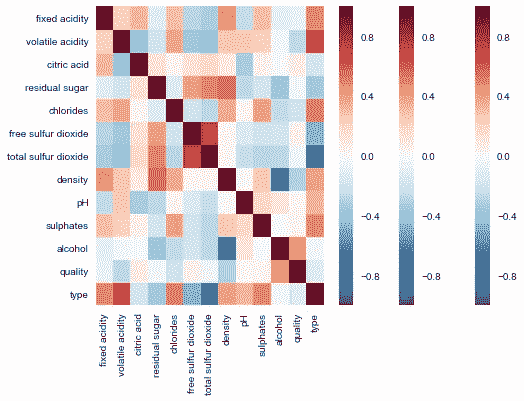 fixed acidity
volatile acidity
citric acid
residual sugar
chlorides
free sulfur dioxide
total sulfur dioxide
density
pH
sulphates
alcohol
quality
type
fixed acidity
volatile acidity
citric acid
residual sugar
chlorides
free sulfur dioxide
total sulfur dioxide
density
pH
sulphates
alcohol
quality
type
0.8
0.4
0.0
−0.4
−0.8
0.8
0.4
0.0
−0.4
−0.8
0.8
0.4
0.0
−0.4
−0.8